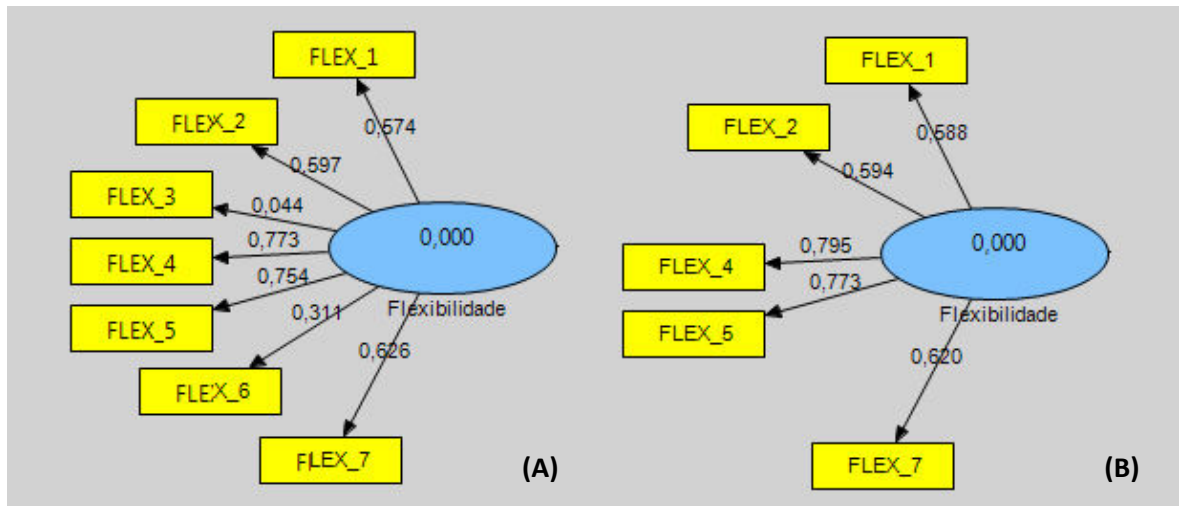 FLEX_1
0,574
FLEX_2
0,597
FLEX_3
0,044
0,000
FLEX_4
0,773
0,754
FLEX_5
Flexibilidade
0,311
FLEX_6
0,626
FLEX_7
(A)
FLEX_1
0,588
FLEX_2
0,594
0,000
FLEX_4
0,795
0,773
FLEX_5
Flexibilidade
0,620
FLEX_7
(B)